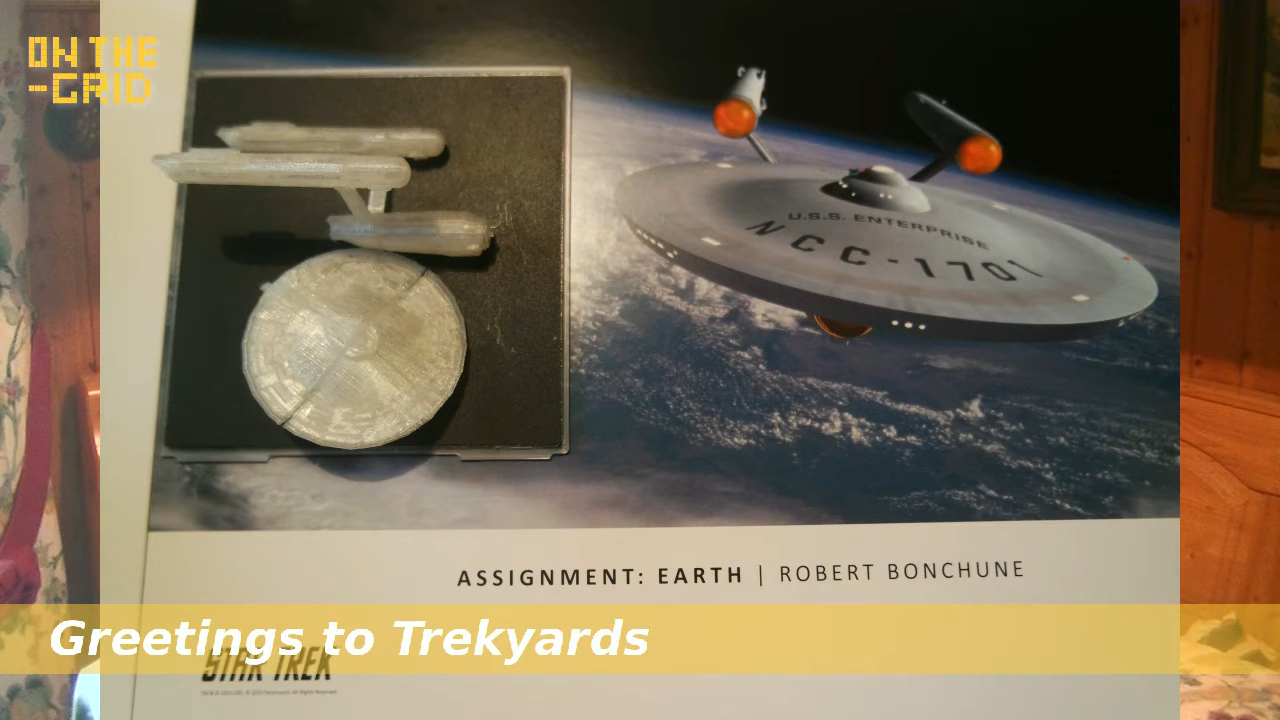 ON THE
-GRID
U.S.S. ENTERPRISE
NCC-1701
ASSIGNMENT: EARTH | ROBERT BONCHUNE
Greetings to Trekyards
STAR TREK